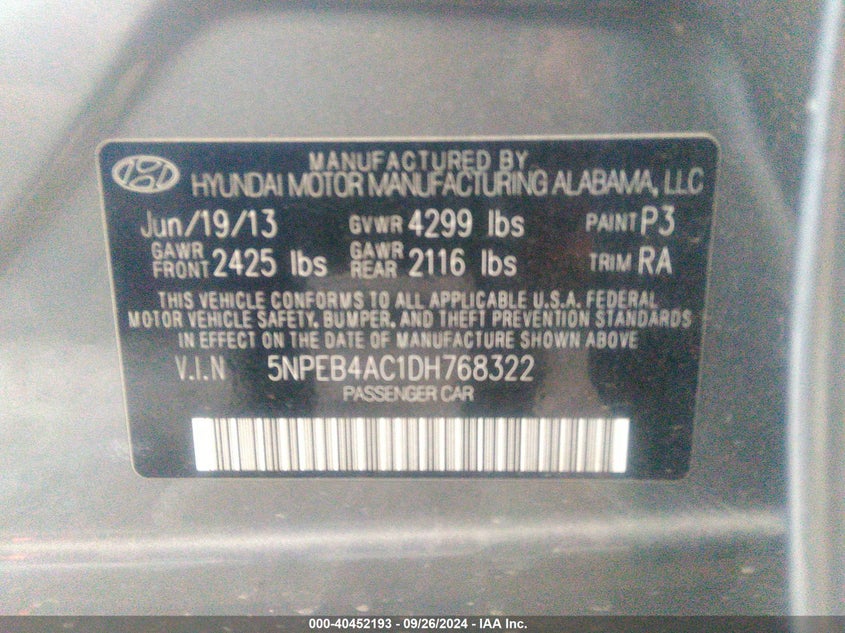 MANUFACTURED BY
HYUNDAI MOTOR MANUFACTURING ALABAMA, LLC
Jun/19/13 GVWR 4299 lbs PAINT P3
GAWR FRONT 2425 lbs GAWR REAR 2116 lbs TRIM RA
THIS VEHICLE CONFORMS TO ALL APPLICABLE U.S.A. FEDERAL
MOTOR VEHICLE SAFETY, BUMPER, AND THEFT PREVENTION STANDARDS
IN EFFECT ON THE DATE OF MANUFACTURE SHOWN ABOVE
V.I.N 5NPEB4AC1DH768322
PASSENGER CAR
000-40452193 - 09/26/2024 - IAA Inc.